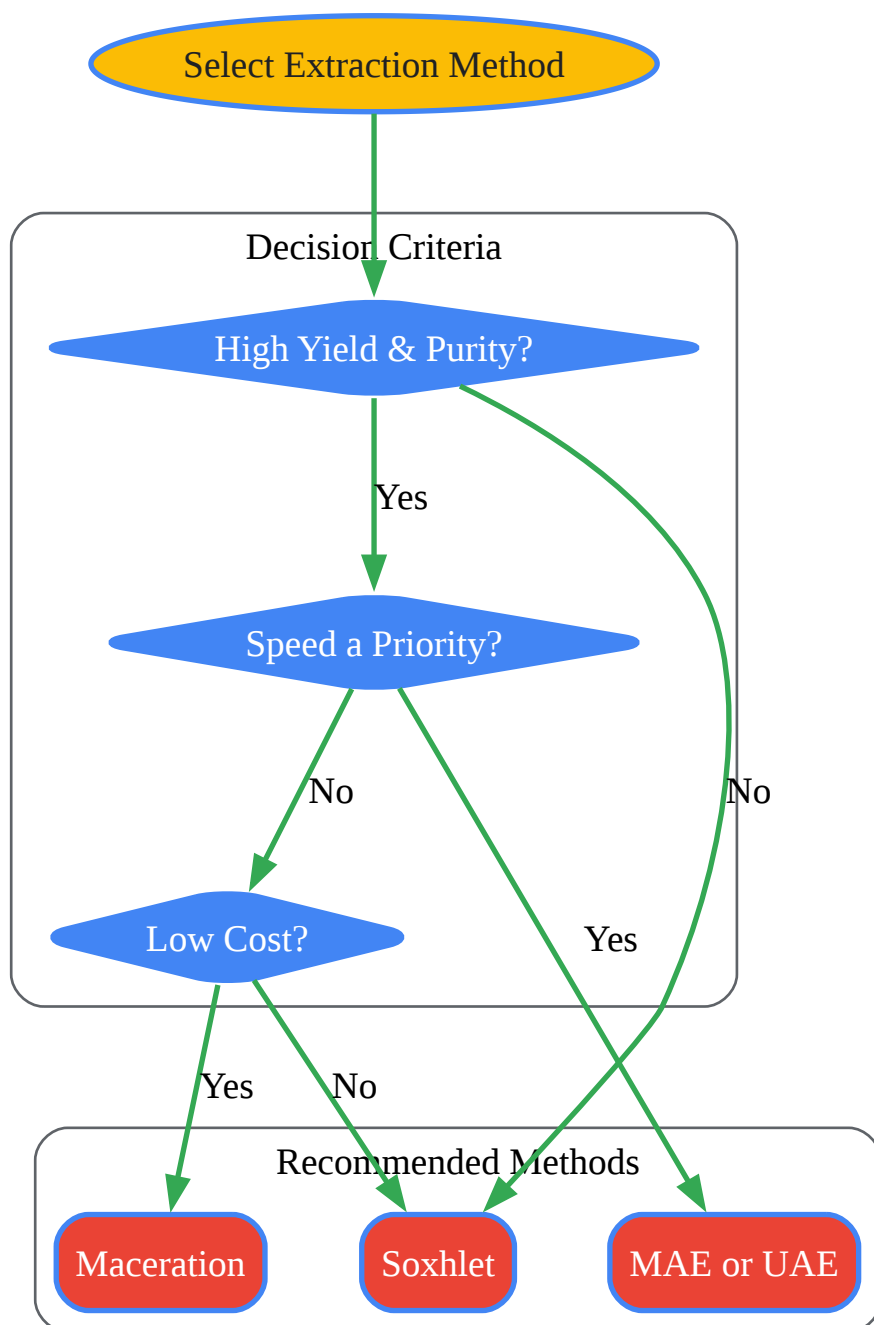 Select Extraction Method
Decision Criteria
High Yield & Purity?
Yes
Speed a Priority?
No
No
Low Cost?
Yes
Yes
No
Recommended Methods
Maceration
Soxhlet
MAE or UAE